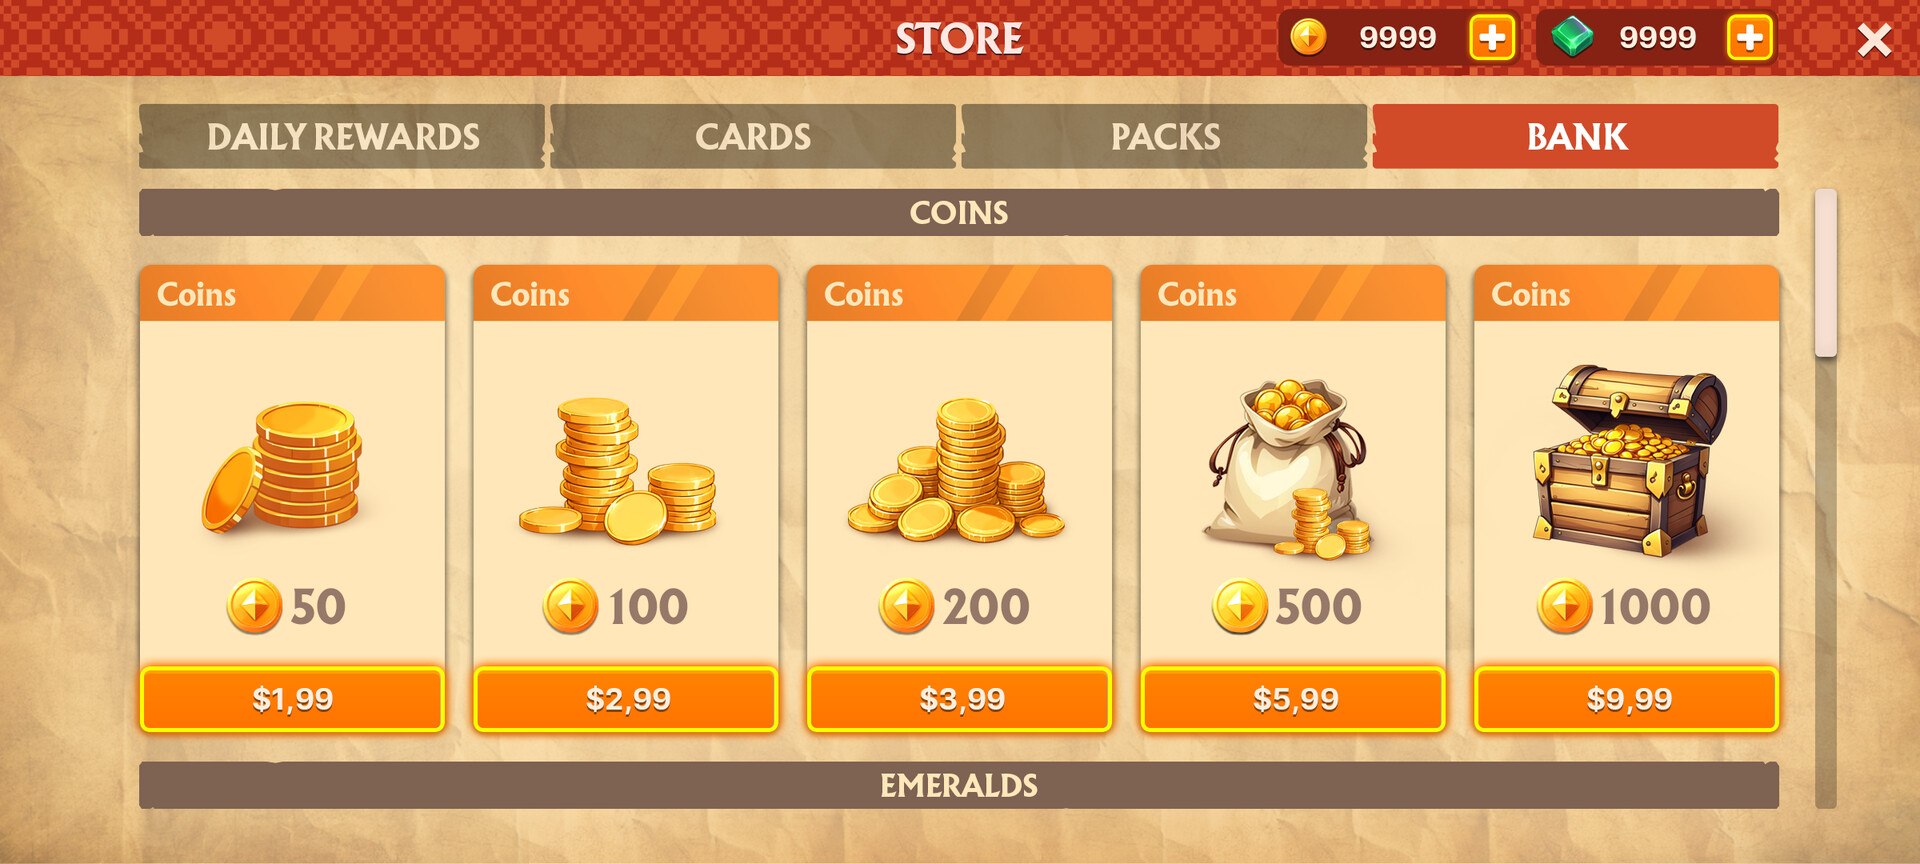 STORE
9999
9999
DAILY REWARDS
CARDS
PACKS
BANK
COINS
Coins
Coins
Coins
Coins
Coins
50
100
200
500
1000
$1,99
$2,99
$3,99
$5,99
$9,99
EMERALDS